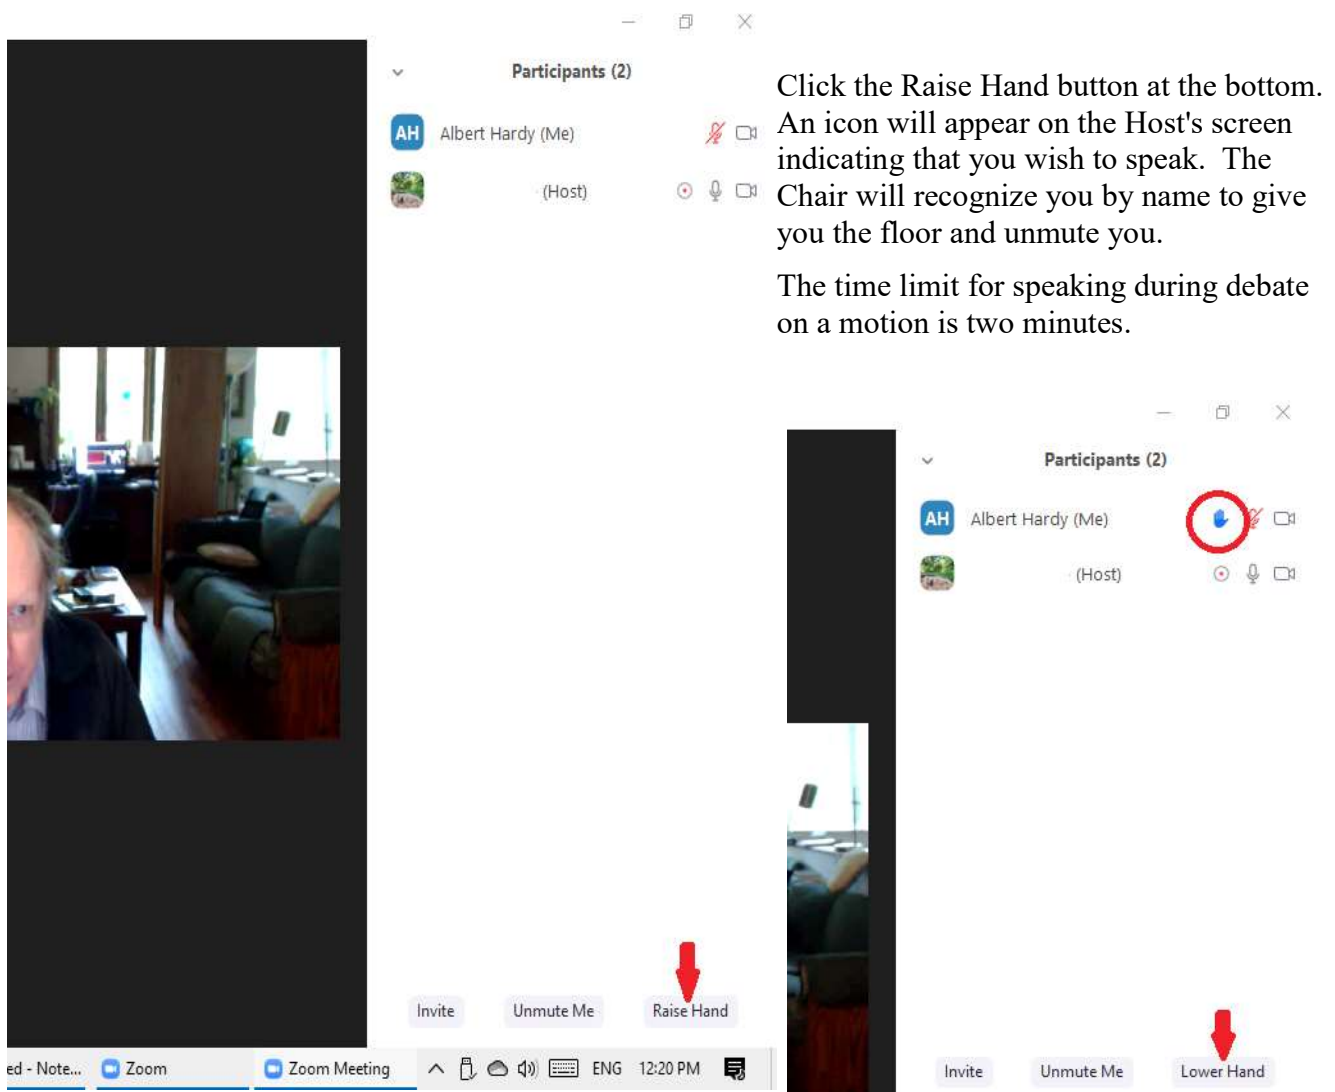 Participants (2)
AH Albert Hardy (Me)
(Host)
Invite Unmute Me Raise Hand
ed - Note... Zoom Zoom Meeting ENG 12:20 PM
Click the Raise Hand button at the bottom.
An icon will appear on the Host's screen
indicating that you wish to speak. The
Chair will recognize you by name to give
you the floor and unmute you.
The time limit for speaking during debate
on a motion is two minutes.
Participants (2)
AH Albert Hardy (Me)
(Host)
Invite Unmute Me Lower Hand